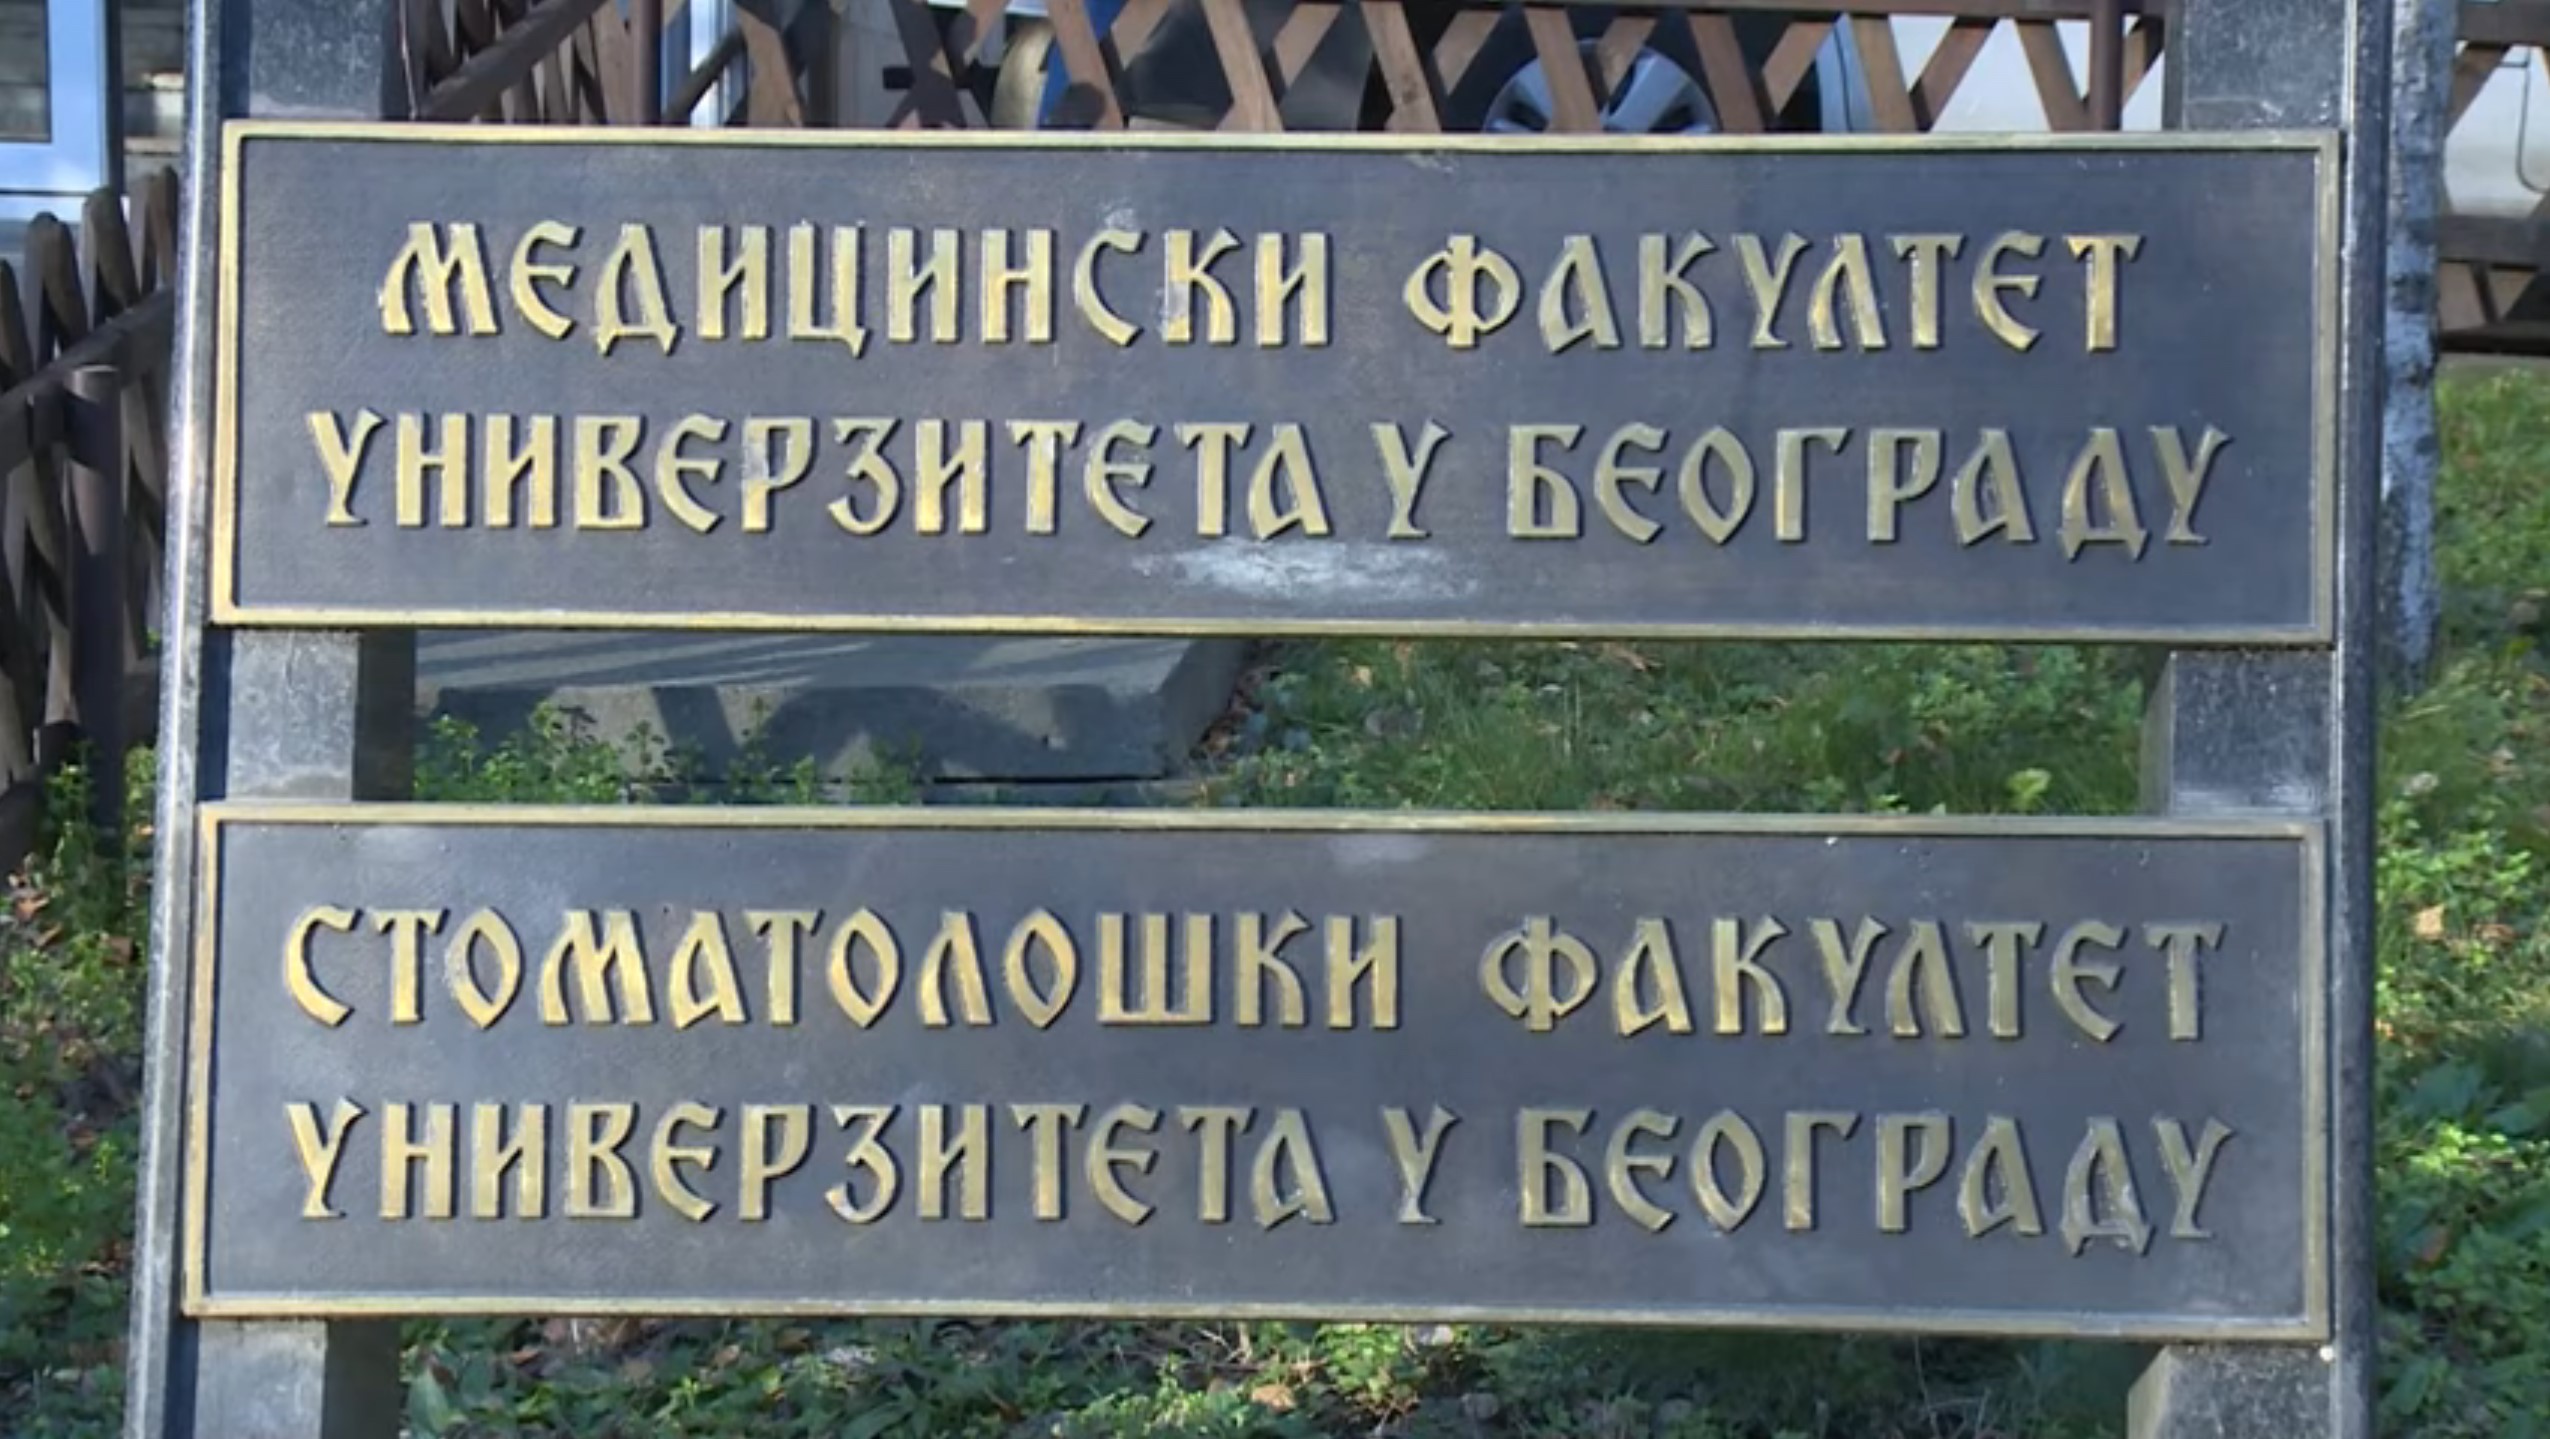 МЕДИЦИНСКИ ФАКУЛТЕТ
УНИВЕРЗИТЕТА У БЕОГРАДУ
СТОМАТОЛОШКИ ФАКУЛТЕТ
УНИВЕРЗИТЕТА У БЕОГРАДУ